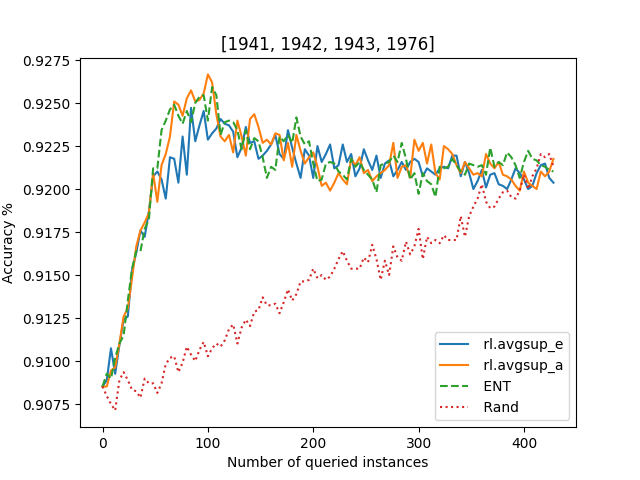 [1941, 1942, 1943, 1976]
0.9275
0.9250
0.9225
0.9200
0.9175
0.9150
0.9125
0.9100
0.9075
Accuracy %
rl.avgsup_e
rl.avgsup_a
ENT
Rand
0 100 200 300 400
Number of queried instances